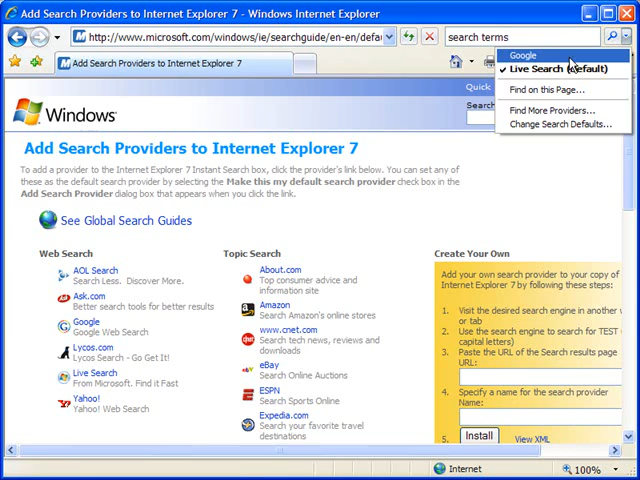 Add Search Providers to Internet Explorer 7 - Windows Internet Explorer
http://www.microsoft.com/windows/ie/searchguide/en-en/defau
search terms
Add Search Providers to Internet Explorer 7
Google
Live Search (Default)
Find on this Page...
Find More Providers...
Change Search Defaults...
Quick
Windows
Search
Add Search Providers to Internet Explorer 7
To add a provider to the Internet Explorer 7 Instant Search box, click the provider's link below. You can set any of
these as the default search provider by selecting the Make this my default search provider check box in the
Add Search Provider dialog box that appears when you click the link.
See Global Search Guides
Web Search
AOL Search
Search Less. Discover More.
Ask.com
Better search tools for better results
Google
Google Web Search
Lycos.com
Lycos Search - Go Get It!
Live Search
From Microsoft. Find it Fast
Yahoo!
Yahoo! Web Search
Topic Search
About.com
Top consumer advice and
information site
Amazon
Search Amazon's online stores
www.cnet.com
Search tech news, reviews and
downloads
eBay
Search Online Auctions
ESPN
Search Sports Online
Expedia.com
Search your favorite travel
destinations
Create Your Own
Add your own search provider to your copy of
Internet Explorer 7 by following these steps:
1. Visit the desired search engine in another w
or tab
2. Use the search engine to search for TEST (
capital letters)
3. Paste the URL of the Search results page
URL:
4. Specify a name for the search provider
Name:
5. Install View XML
Internet
100%